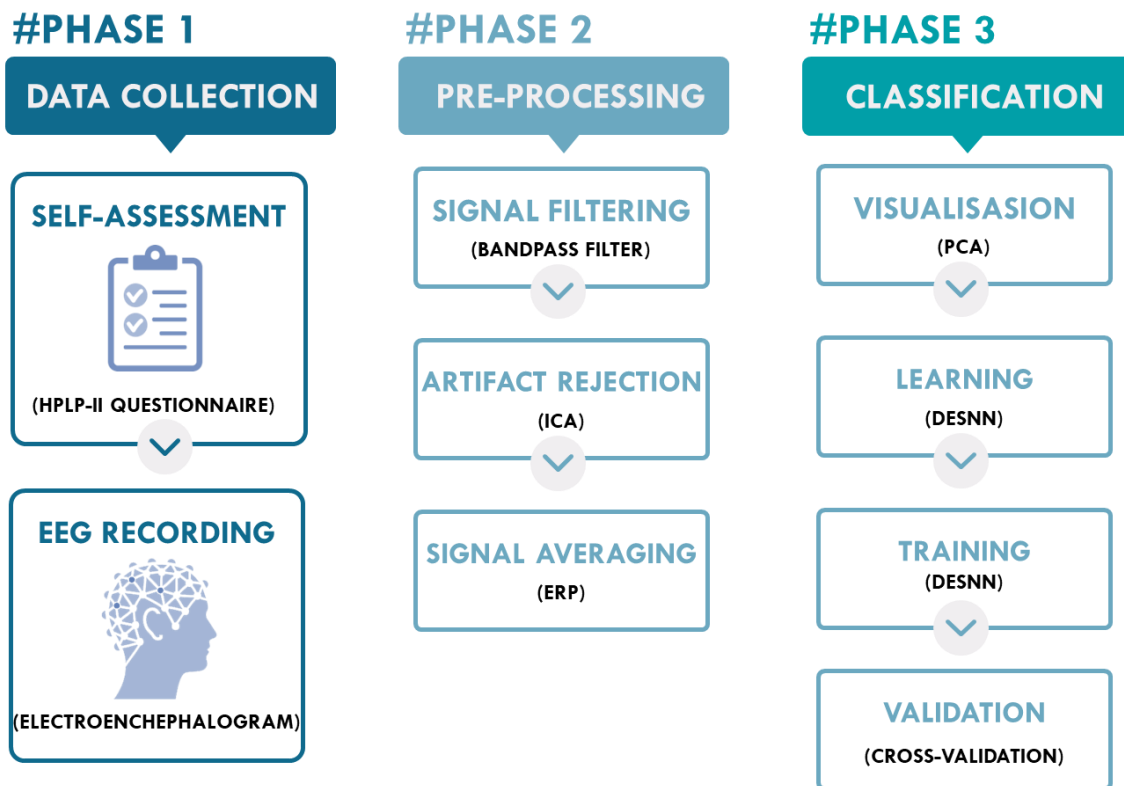 #PHASE 1
DATA COLLECTION
SELF-ASSESSMENT
(HPLP-II QUESTIONNAIRE)
EEG RECORDING
(ELECTROENCHEPHALOGRAM)
#PHASE 2
PRE-PROCESSING
SIGNAL FILTERING
(BANDPASS FILTER)
ARTIFACT REJECTION
(ICA)
SIGNAL AVERAGING
(ERP)
#PHASE 3
CLASSIFICATION
VISUALISASION
(PCA)
LEARNING
(DESNN)
TRAINING
(DESNN)
VALIDATION
(CROSS-VALIDATION)